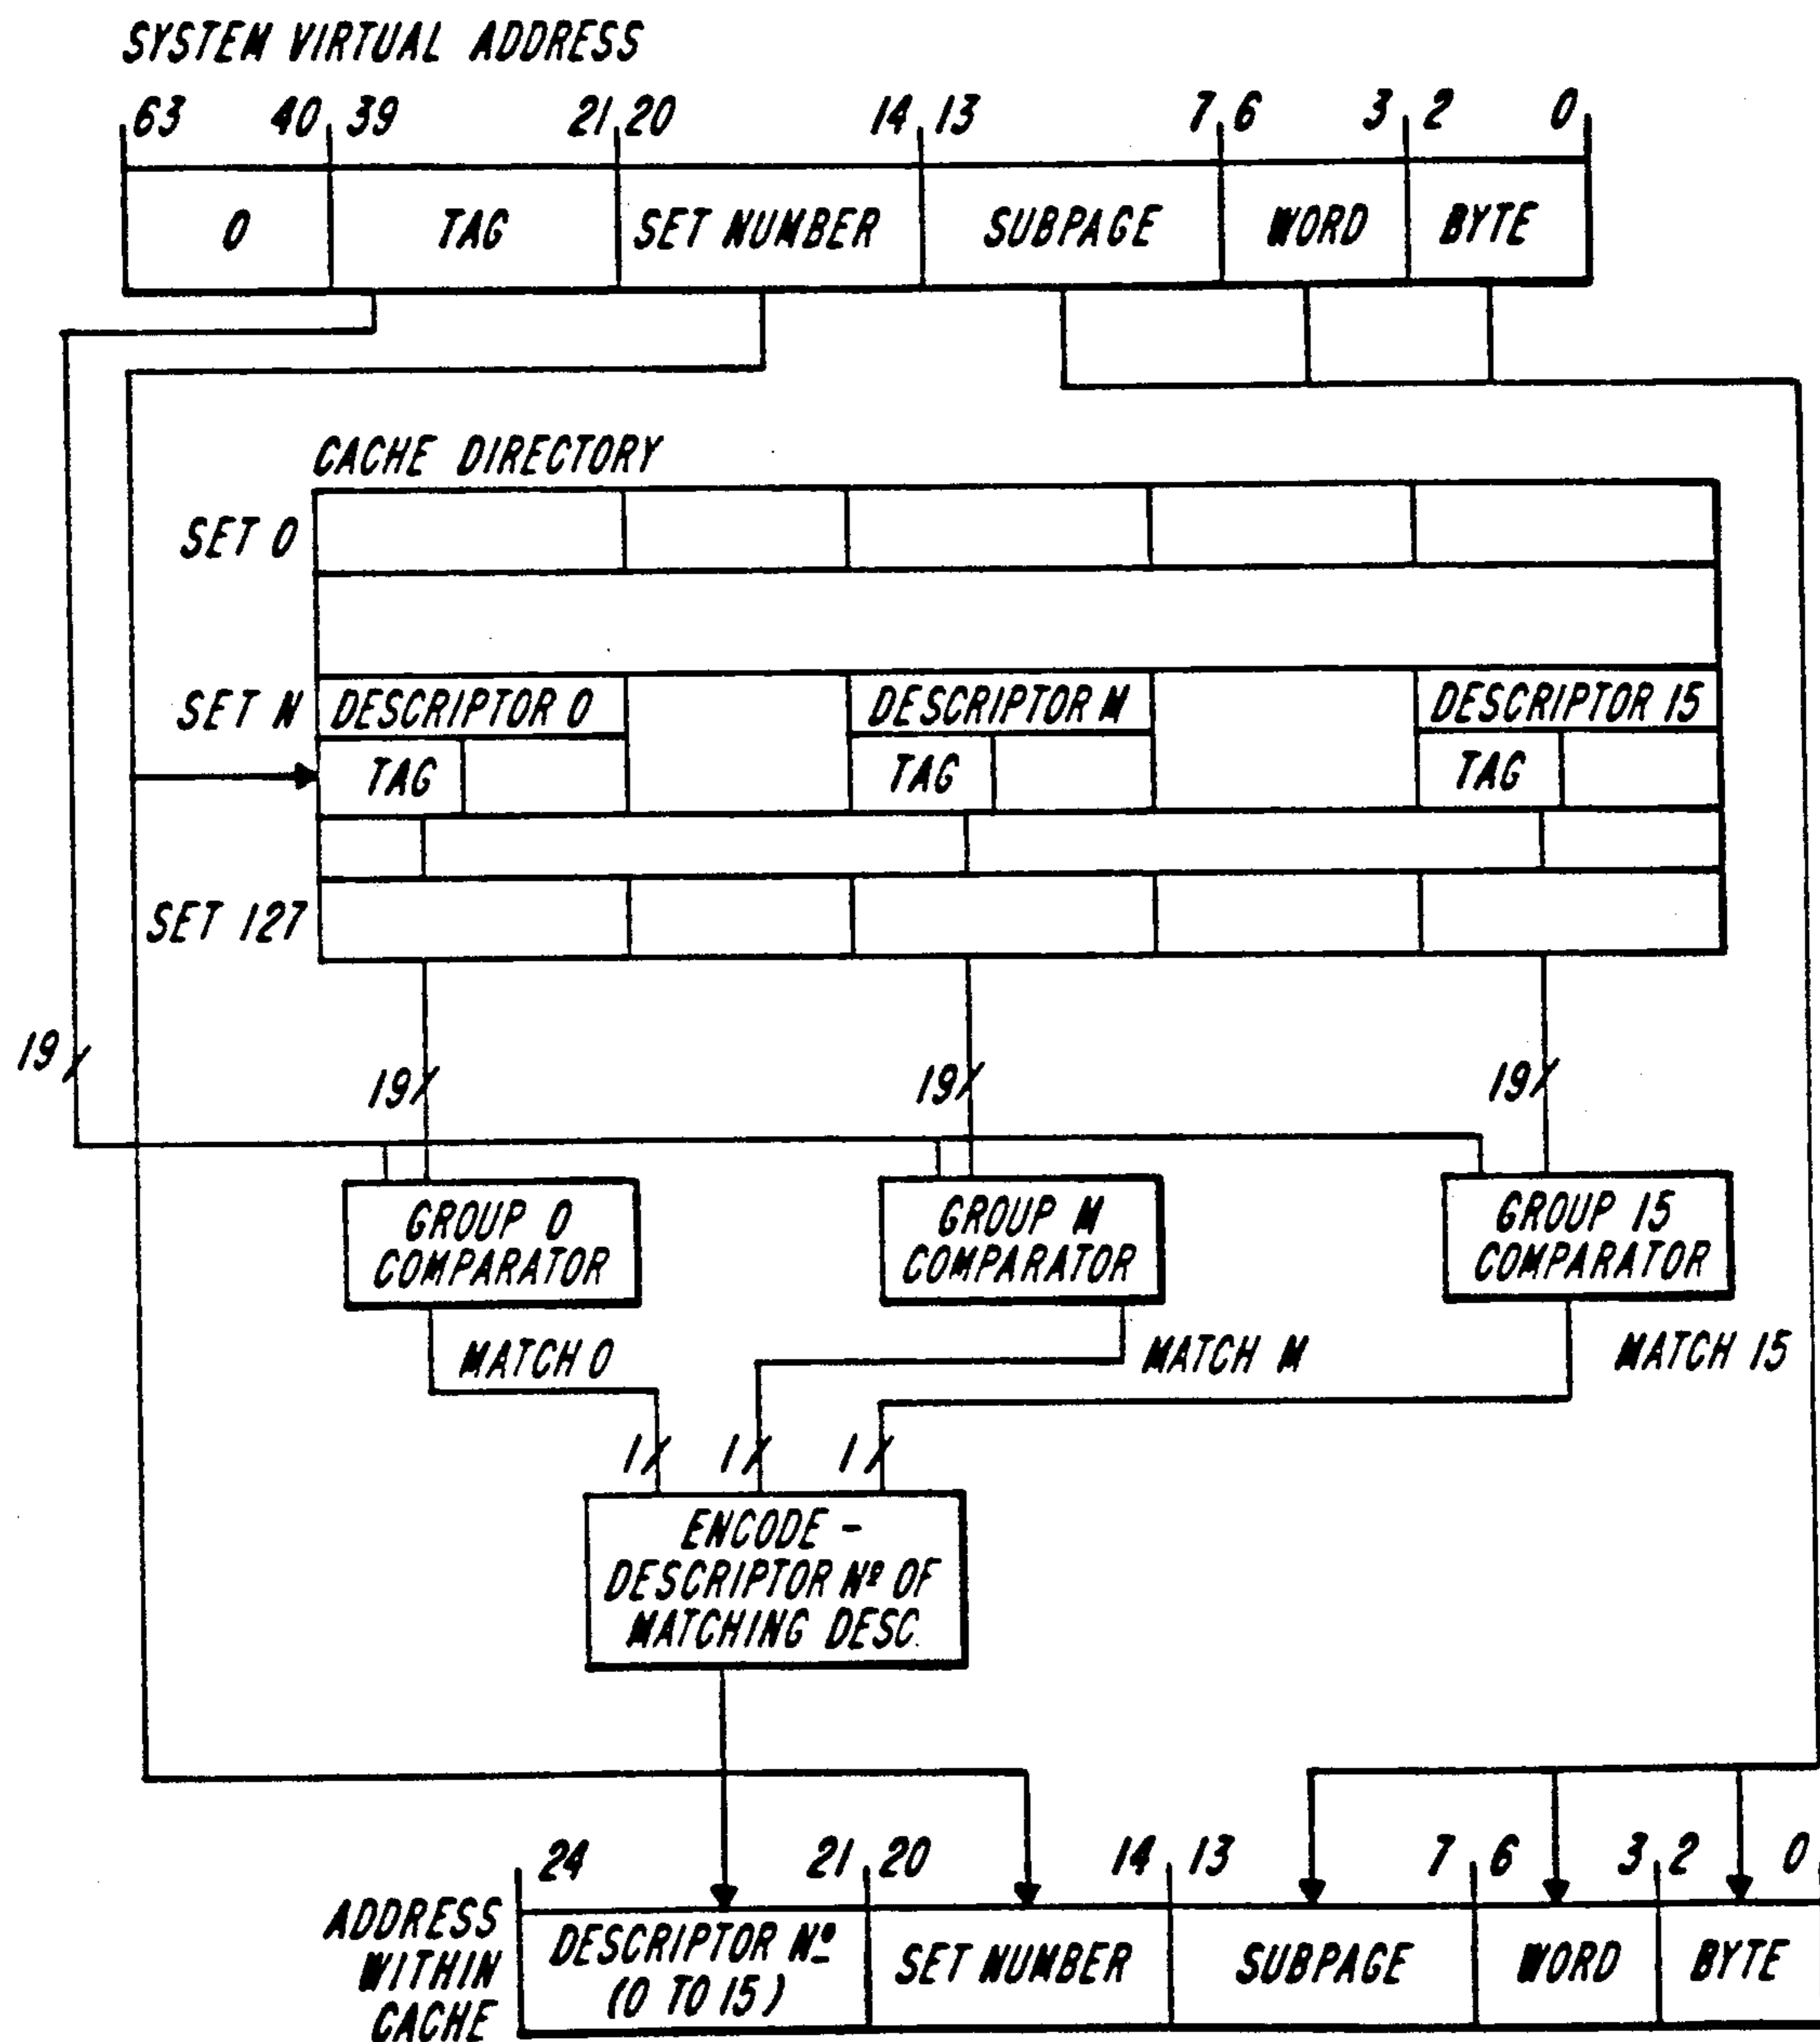 SYSTEM VIRTUAL ADDRESS
63 40 39 21 20 14 13 7 6 3 2 0
0 TAG SET NUMBER SUBPAGE WORD BYTE
CACHE DIRECTORY
SET 0
SET N DESCRIPTOR 0 DESCRIPTOR M DESCRIPTOR 15
TAG TAG TAG
SET 127
19 19 19 19
GROUP 0
COMPARATOR
GROUP M
COMPARATOR
GROUP 15
COMPARATOR
MATCH 0 MATCH M MATCH 15
1 1 1
ENCODE -
DESCRIPTOR Nº OF
MATCHING DESC.
24 21 20 14 13 7 6 3 2 0
ADDRESS
WITHIN
CACHE
DESCRIPTOR Nº
(0 TO 15)
SET NUMBER SUBPAGE WORD BYTE